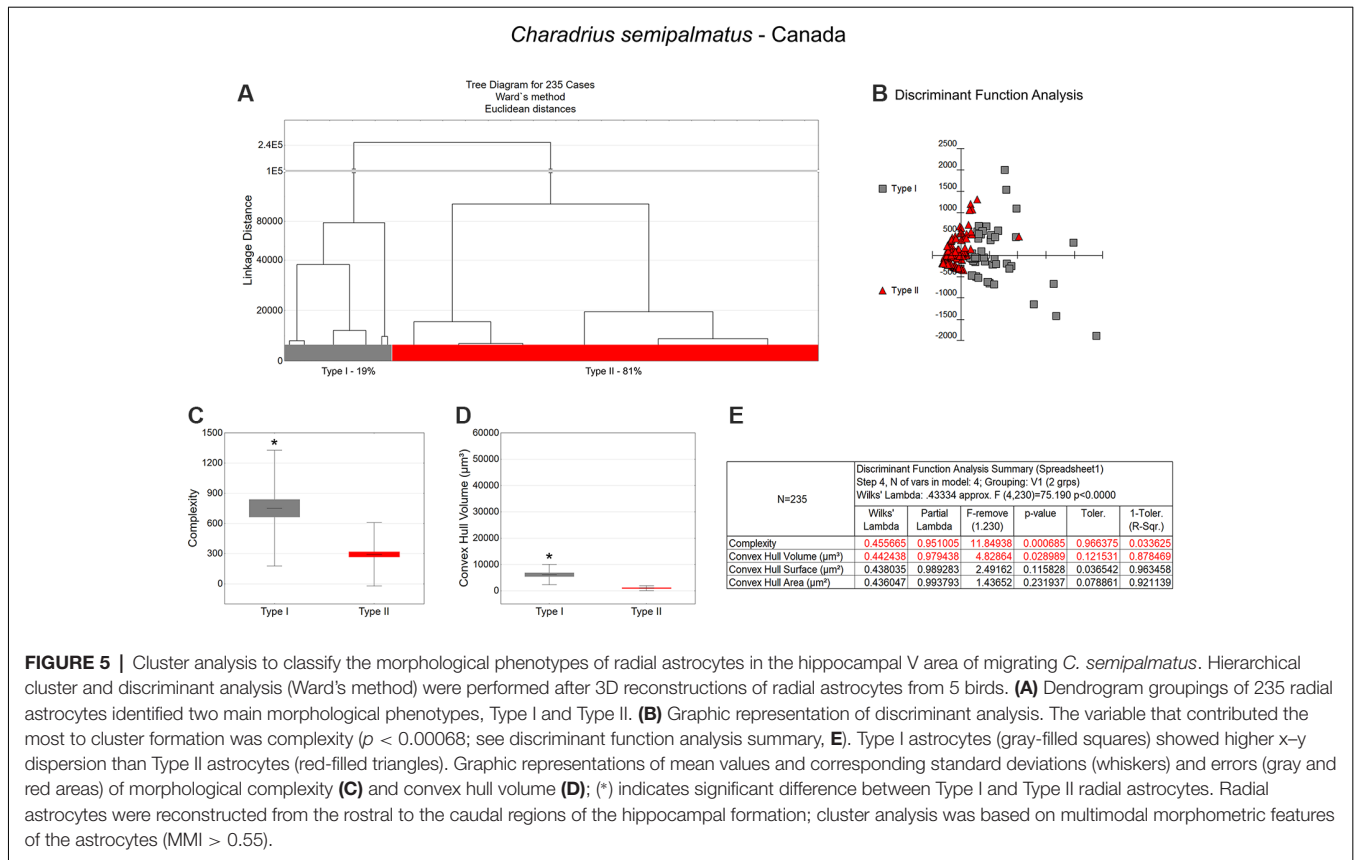 Charadrius semipalmatus - Canada
A
Tree Diagram for 235 Cases
Ward`s method
Euclidean distances
Linkage Distance
2.4E5
1E5
80000
40000
20000
0
Type I - 19%
Type II - 81%
B Discriminant Function Analysis
Type I
Type II
2500
2000
1500
1000
500
0
-500
-1000
-1500
-2000
C
Complexity
1500
1200
900
600
300
0
*
Type I
Type II
D
Convex Hull Volume (µm³)
60000
50000
40000
30000
20000
10000
0
*
Type I
Type II
E
N=235
Discriminant Function Analysis Summary (Spreadsheet1)
Step 4, N of vars in model: 4; Grouping: V1 (2 grps)
Wilks' Lambda: .43334 approx. F (4,230)=75.190 p<0.0000
Wilks' Lambda Partial Lambda F-remove (1.230) p-value Toler. 1-Toler. (R-Sqr.)
Complexity 0.455665 0.951005 11.84938 0.000685 0.966375 0.033625
Convex Hull Volume (µm³) 0.442438 0.979438 4.82864 0.028989 0.121531 0.878469
Convex Hull Surface (µm²) 0.438035 0.989283 2.49162 0.115828 0.036542 0.963458
Convex Hull Area (µm²) 0.436047 0.993793 1.43652 0.231937 0.078861 0.921139
FIGURE 5 | Cluster analysis to classify the morphological phenotypes of radial astrocytes in the hippocampal V area of migrating C. semipalmatus. Hierarchical
cluster and discriminant analysis (Ward's method) were performed after 3D reconstructions of radial astrocytes from 5 birds. (A) Dendrogram groupings of 235 radial
astrocytes identified two main morphological phenotypes, Type I and Type II. (B) Graphic representation of discriminant analysis. The variable that contributed the
most to cluster formation was complexity (p < 0.00068; see discriminant function analysis summary, E). Type I astrocytes (gray-filled squares) showed higher x–y
dispersion than Type II astrocytes (red-filled triangles). Graphic representations of mean values and corresponding standard deviations (whiskers) and errors (gray and
red areas) of morphological complexity (C) and convex hull volume (D); (*) indicates significant difference between Type I and Type II radial astrocytes. Radial
astrocytes were reconstructed from the rostral to the caudal regions of the hippocampal formation; cluster analysis was based on multimodal morphometric features
of the astrocytes (MMI > 0.55).